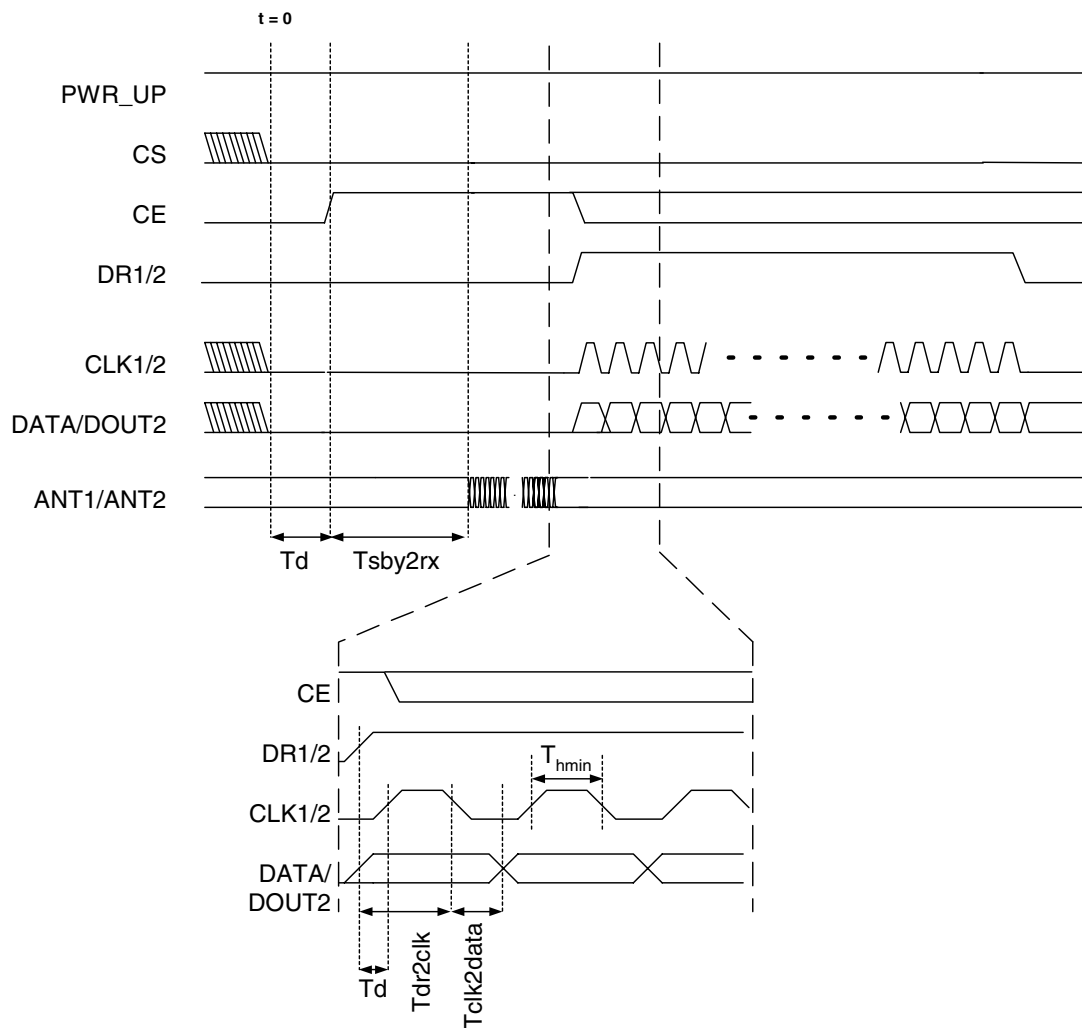 t = 0
PWR_UP
CS
CE
DR1/2
CLK1/2
DATA/DOUT2
ANT1/ANT2
Td
Tsby2rx
CE
DR1/2
Thmin
CLK1/2
DATA/
DOUT2
Td
Tdr2clk
Tclk2data